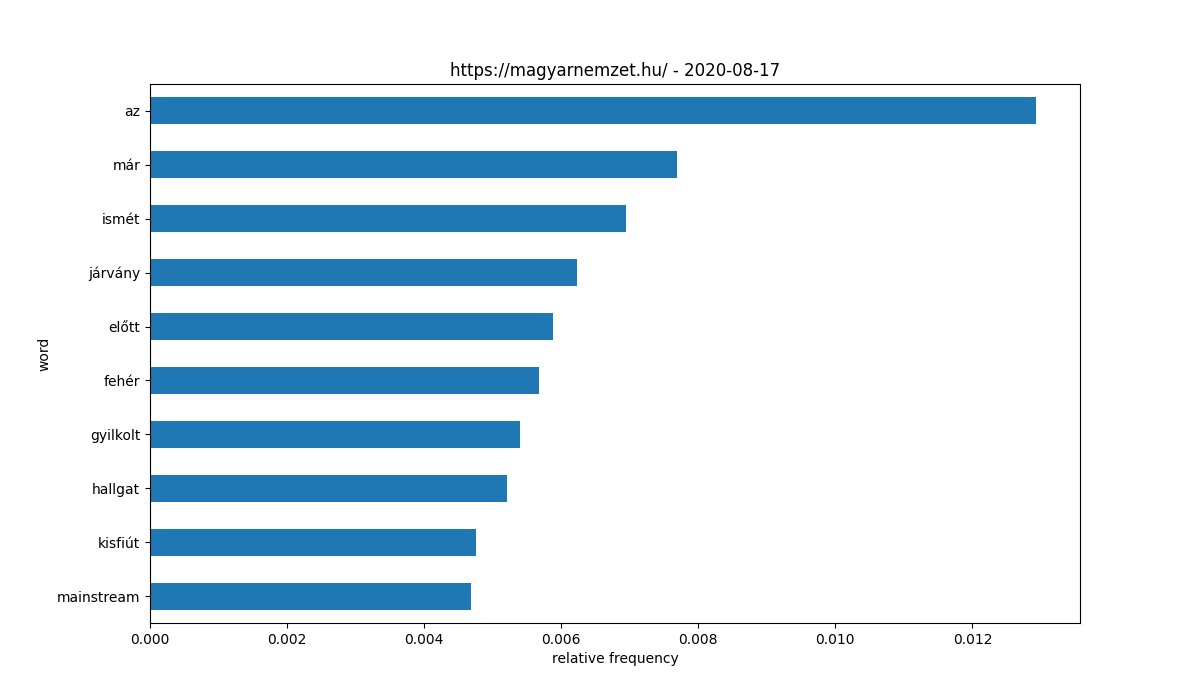 https://magyarnemzet.hu/ - 2020-08-17
az
már
ismét
járvány
előtt
fehér
gyilkolt
hallgat
kisfiút
mainstream
word
0.000 0.002 0.004 0.006 0.008 0.010 0.012
relative frequency